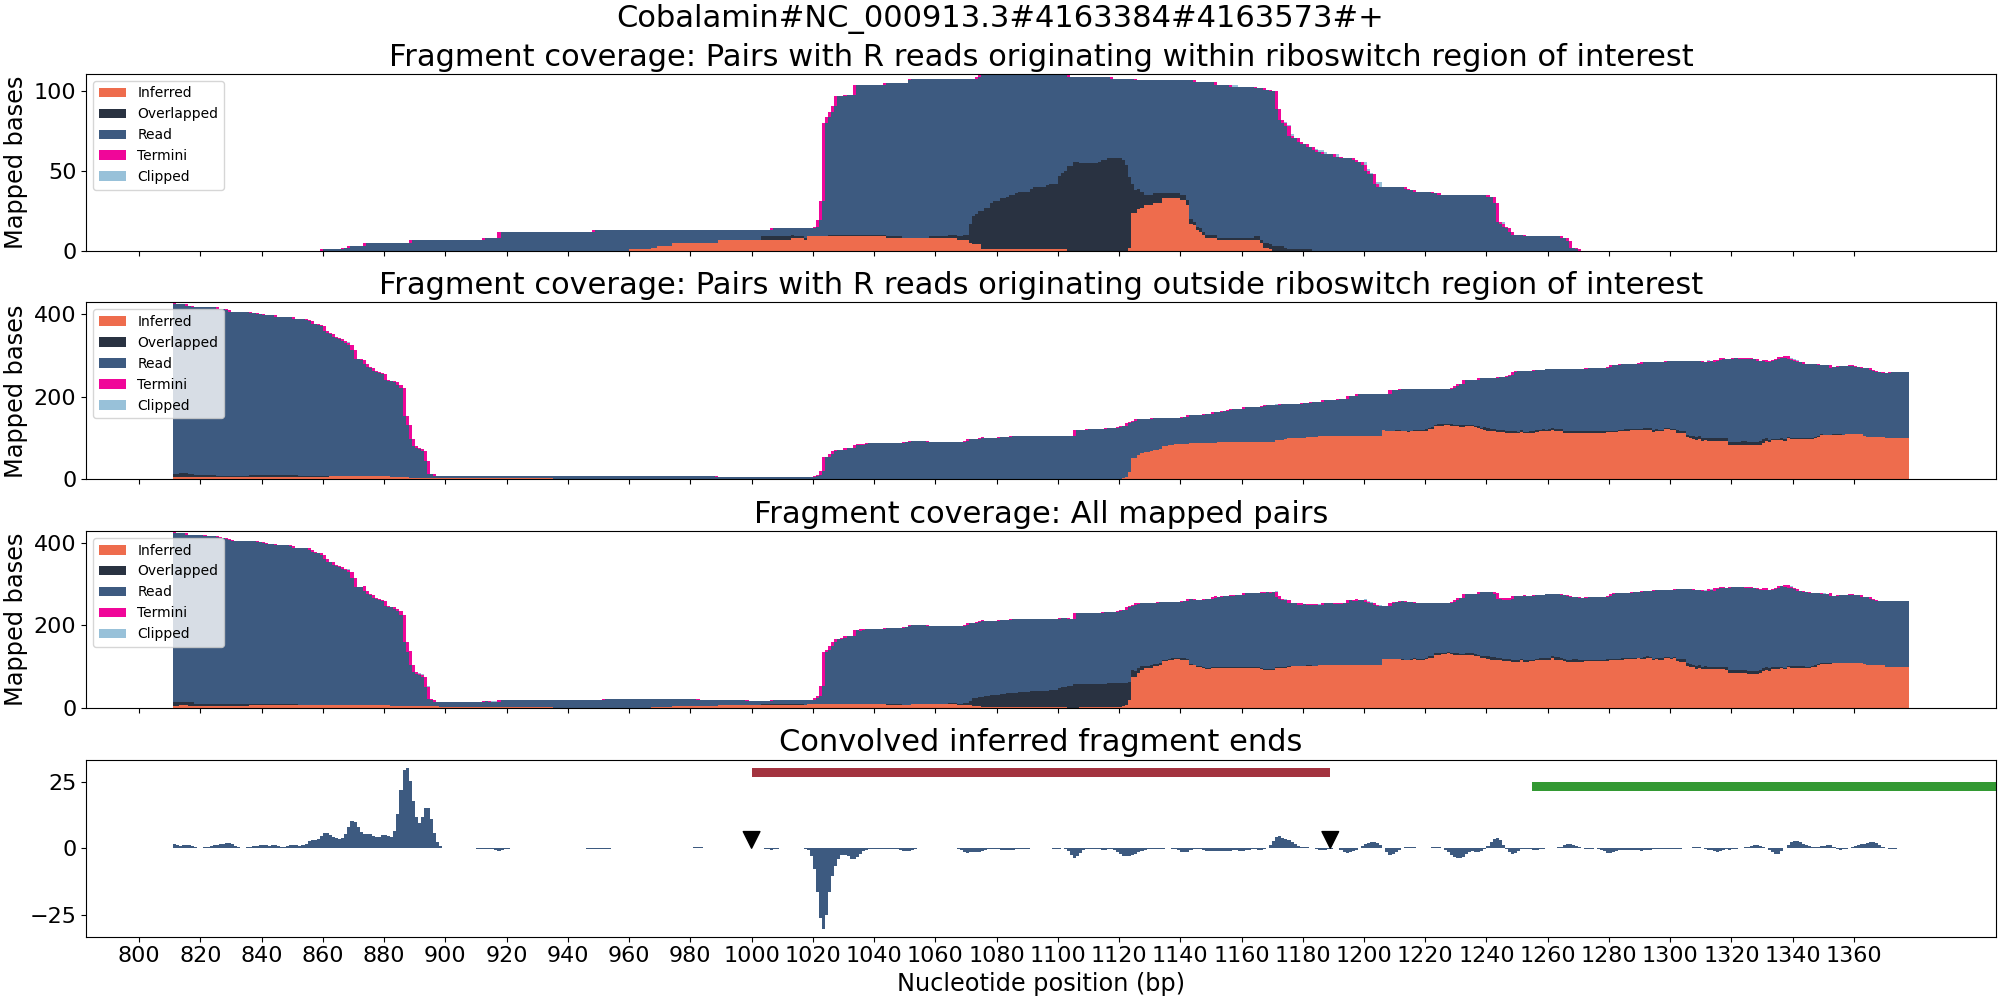 Cobalamin#NC_000913.3#4163384#4163573#+
Fragment coverage: Pairs with R reads originating within riboswitch region of interest
Mapped bases
100
50
0
Inferred
Overlapped
Read
Termini
Clipped
Fragment coverage: Pairs with R reads originating outside riboswitch region of interest
Mapped bases
400
200
0
Inferred
Overlapped
Read
Termini
Clipped
Fragment coverage: All mapped pairs
Mapped bases
400
200
0
Inferred
Overlapped
Read
Termini
Clipped
Convolved inferred fragment ends
25
0
−25
800 820 840 860 880 900 920 940 960 980 1000 1020 1040 1060 1080 1100 1120 1140 1160 1180 1200 1220 1240 1260 1280 1300 1320 1340 1360
Nucleotide position (bp)